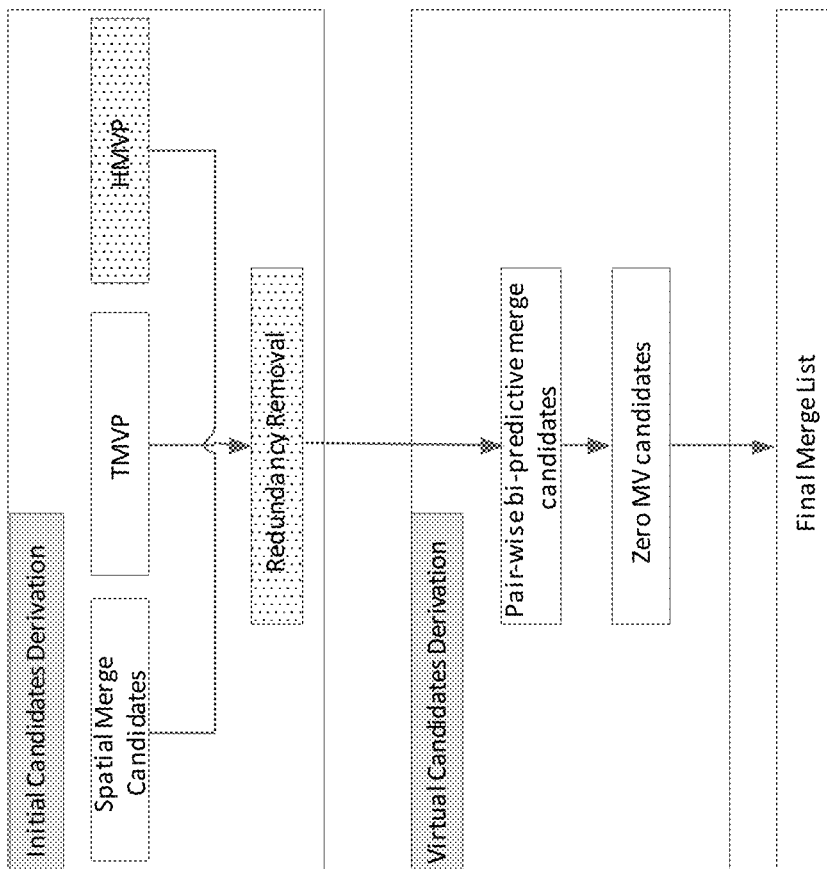 Initial Candidates Derivation
Spatial Merge
Candidates
TMVP
HMVP
Redundancy Removal
Virtual Candidates Derivation
Pair-wise bi-predictive merge
candidates
Zero MV candidates
Final Merge List